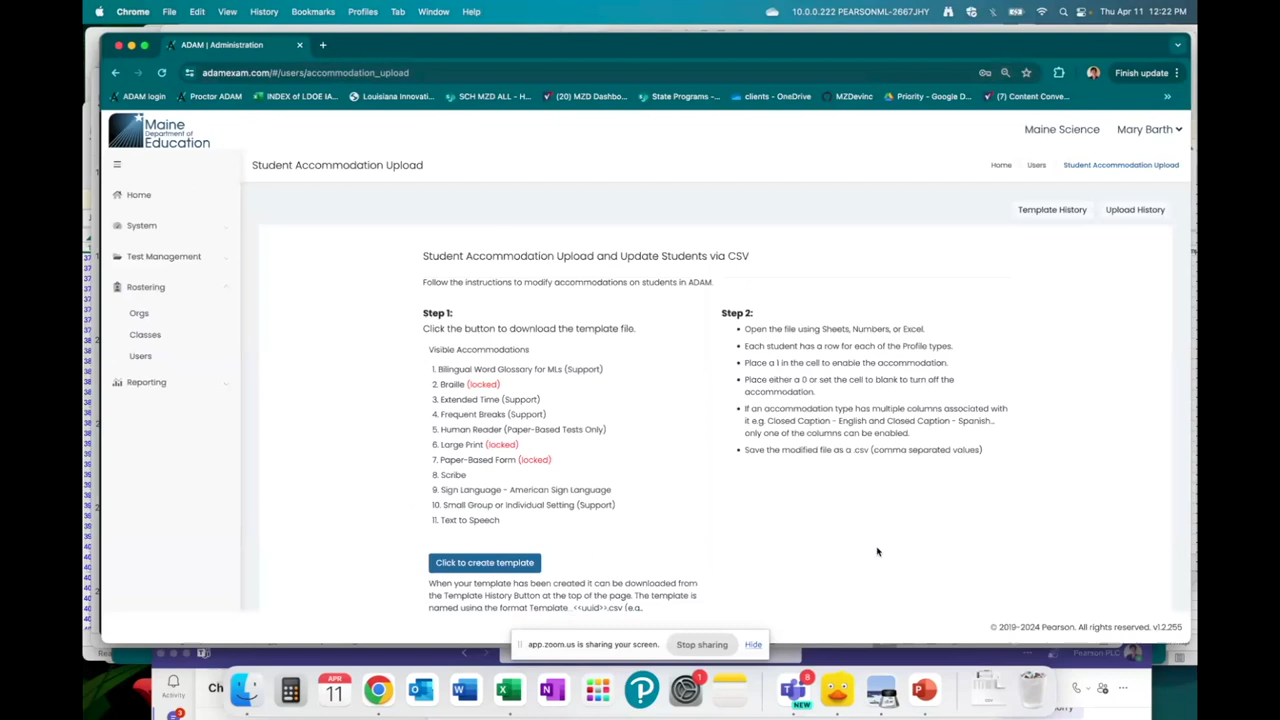 Chrome File Edit View History Bookmarks Profiles Tab Window Help 10.0.0.222 PEARSONML-2667JHY Thu Apr 11 12:22 PM
ADAM | Administration
adamexam.com/#/users/accommodation_upload Finish update
ADAM login Proctor ADAM INDEX of LDOE IA... Louisiana Innovati... SCH MZD ALL - H... (20) MZD Dashbo... State Programs -... clients - OneDrive MZDevinc Priority - Google D... (7) Content Conve...
Maine
Department of
Education
Maine Science Mary Barth
Student Accommodation Upload Home Users Student Accommodation Upload
Home
System
Test Management
Rostering
Orgs
Classes
Users
Reporting
Template History Upload History
Student Accommodation Upload and Update Students via CSV
Follow the instructions to modify accommodations on students in ADAM.
Step 1:
Click the button to download the template file.
Visible Accommodations
1. Bilingual Word Glossary for MLs (Support)
2. Braille (locked)
3. Extended Time (Support)
4. Frequent Breaks (Support)
5. Human Reader (Paper-Based Tests Only)
6. Large Print (locked)
7. Paper-Based Form (locked)
8. Scribe
9. Sign Language - American Sign Language
10. Small Group or Individual Setting (Support)
11. Text to Speech
Click to create template
When your template has been created it can be downloaded from
the Template History Button at the top of the page. The template is
named using the format Template_<<uuid>>.csv (e.g.,
Step 2:
• Open the file using Sheets, Numbers, or Excel.
• Each student has a row for each of the Profile types.
• Place a 1 in the cell to enable the accommodation.
• Place either a 0 or set the cell to blank to turn off the
accommodation.
• If an accommodation type has multiple columns associated with
it e.g. Closed Caption - English and Closed Caption - Spanish...
only one of the columns can be enabled.
• Save the modified file as a .csv (comma separated values)
© 2019-2024 Pearson. All rights reserved. v1.2.255
app.zoom.us is sharing your screen. Stop sharing Hide
Pearson PLC
Activity
Ch
APR
11
1
8
NEW
3